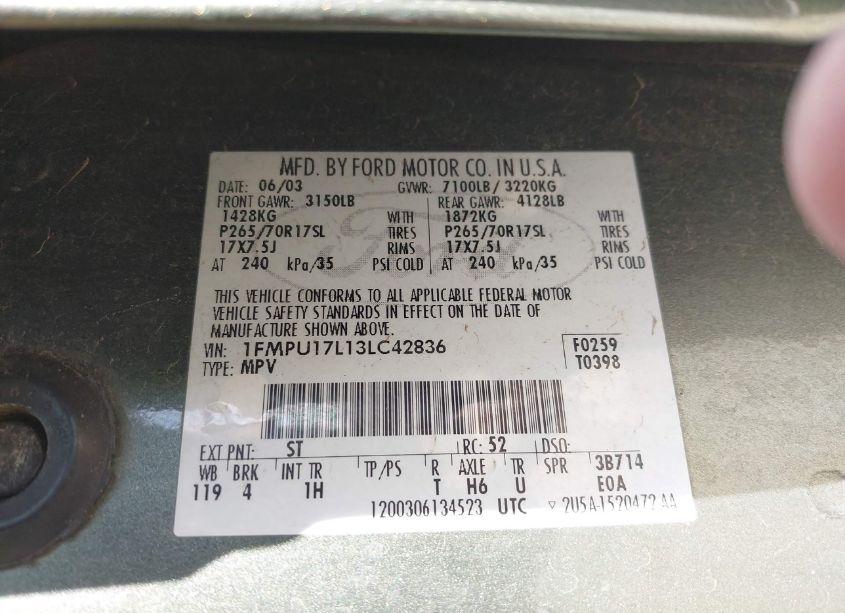 MFD. BY FORD MOTOR CO. IN U.S.A.
DATE: 06/03 GVWR: 7100LB / 3220KG
FRONT GAWR: 3150LB REAR GAWR: 4128LB
1428KG WITH 1872KG WITH
P265/70R17SL TIRES P265/70R17SL TIRES
17X7.5J RIMS 17X7.5J RIMS
AT 240 kPa/35 PSI COLD AT 240 kPa/35 PSI COLD
Ford
THIS VEHICLE CONFORMS TO ALL APPLICABLE FEDERAL MOTOR
VEHICLE SAFETY STANDARDS IN EFFECT ON THE DATE OF
MANUFACTURE SHOWN ABOVE.
VIN: 1FMPU17L13LC42836 F0259
TYPE: MPV T0398
EXT PNT: ST RC: 52 DSO:
WB BRK INT TR TP/PS R AXLE TR SPR 3B714
119 4 1H T H6 U E0A
1200306134523 UTC ▽ 2U5A-1520472 AA